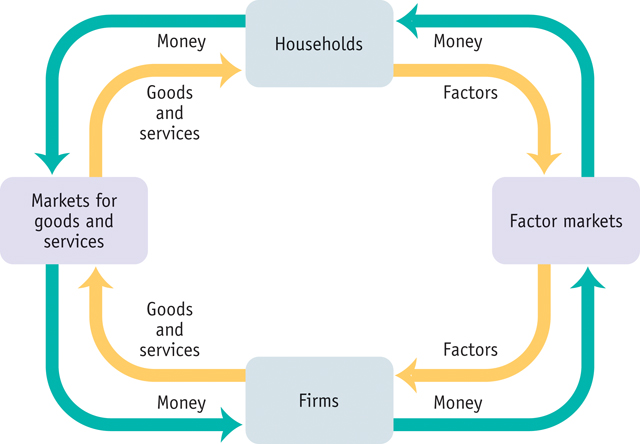 Money
Households
Money
Goods
and
services
Factors
Markets for
goods and
services
Factor markets
Goods
and
services
Factors
Money
Firms
Money